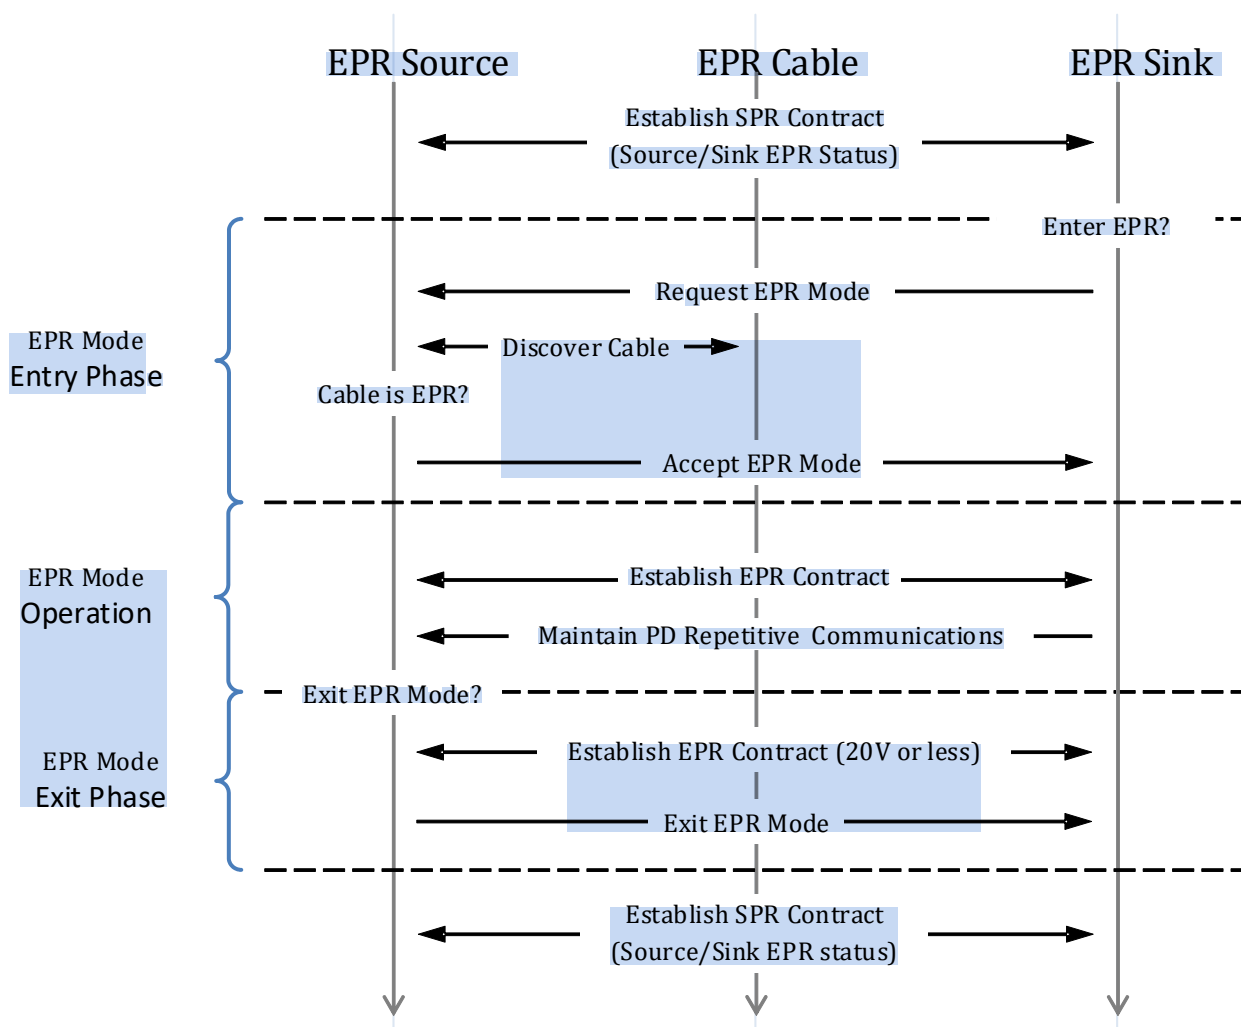 EPR Source
EPR Cable
EPR Sink
Establish SPR Contract
(Source/Sink EPR Status)
Enter EPR?
Request EPR Mode
EPR Mode
Entry Phase
Discover Cable
Cable is EPR?
Accept EPR Mode
EPR Mode
Operation
Establish EPR Contract
Maintain PD Repetitive Communications
Exit EPR Mode?
EPR Mode
Exit Phase
Establish EPR Contract (20V or less)
Exit EPR Mode
Establish SPR Contract
(Source/Sink EPR status)